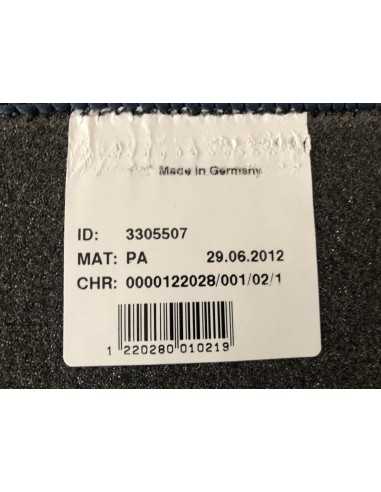 Made in Germany
ID: 3305507
MAT: PA 29.06.2012
CHR: 0000122028/001/02/1
1 220280 010219